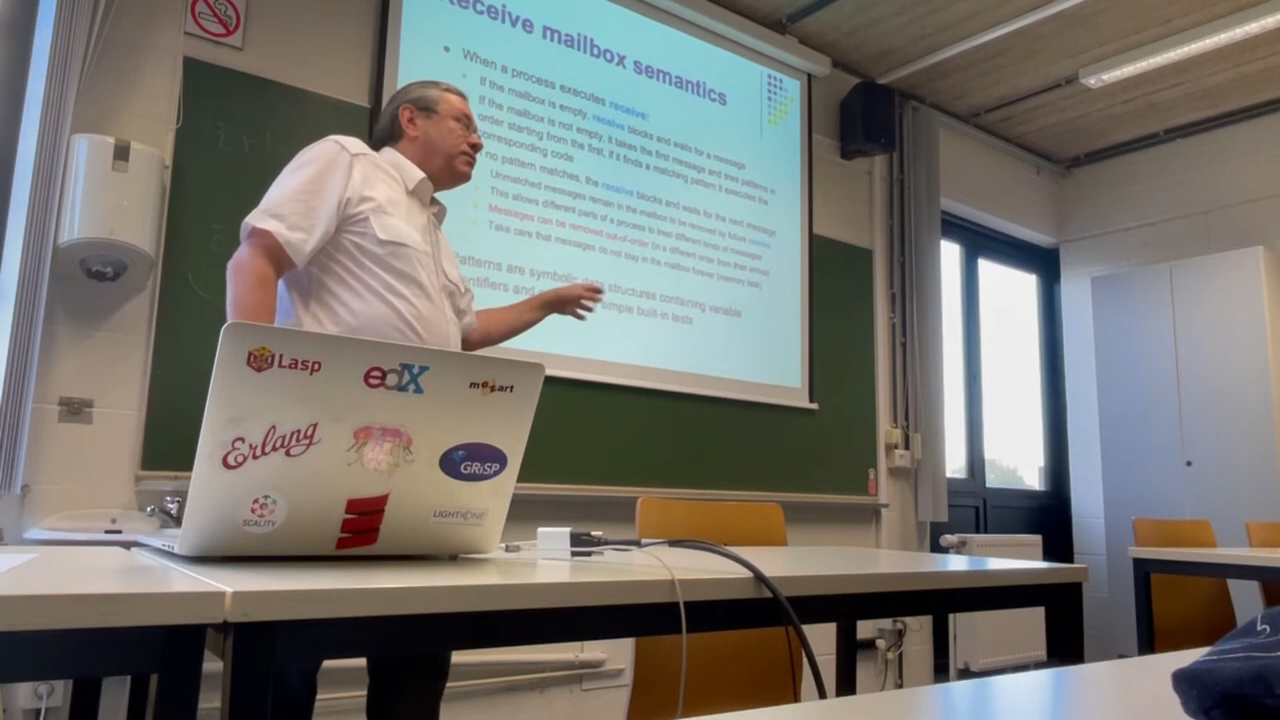 Receive mailbox semantics
When a process executes receive:
If the mailbox is empty, receive blocks and waits for a message
If the mailbox is not empty, it takes the first message and tries patterns in
order starting from the first, if it finds a matching pattern it executes the
corresponding code
no pattern matches, the receive blocks and waits for the next message
Unmatched messages remain in the mailbox to be removed by future receive
This allows different parts of a process to treat different kinds of messages
Messages can be removed out-of-order (in a different order from their arrival)
Take care that messages do not stay in the mailbox forever (memory leak)
Patterns are symbolic data structures containing variable
identifiers and simple built-in tests
Lasp
edX
mozart
Erlang
GRiSP
SCALITY
LIGHTKONE